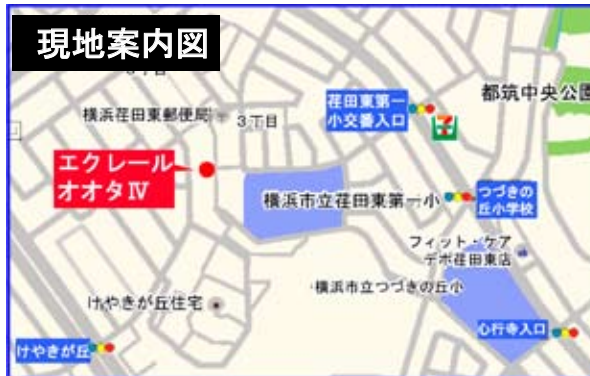 現地案内図
3丁目
都筑中央公園
荏田東第一
小交番入口
横浜荏田東郵便局
3丁目
7
エクレール
オオタⅣ
横浜市立荏田東第一小
つづきの
丘小学校
フィット・ケア
デポ荏田東店
横浜市立つづきの丘小
けやきが丘住宅
心行寺入口
けやきが丘